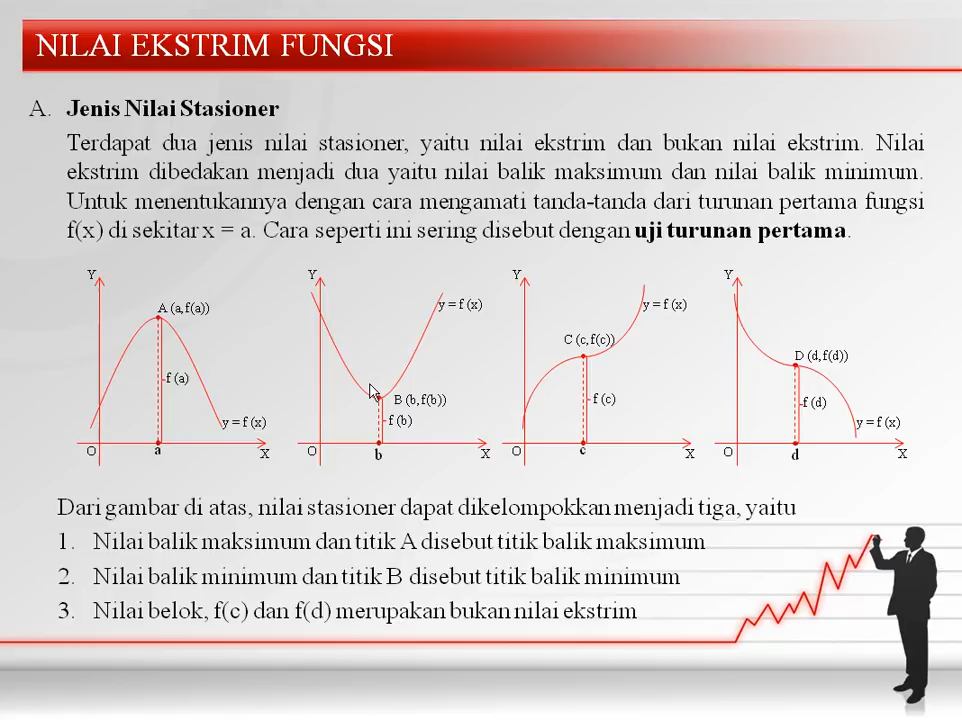 NILAI EKSTRIM FUNGSI
A. Jenis Nilai Stasioner
Terdapat dua jenis nilai stasioner, yaitu nilai ekstrim dan bukan nilai ekstrim. Nilai
ekstrim dibedakan menjadi dua yaitu nilai balik maksimum dan nilai balik minimum.
Untuk menentukannya dengan cara mengamati tanda-tanda dari turunan pertama fungsi
f(x) di sekitar x = a. Cara seperti ini sering disebut dengan uji turunan pertama.
Y
A (a,f(a))
f (a)
y = f (x)
O
a
X
Y
y = f (x)
B (b,f(b))
f (b)
O
b
X
Y
y = f (x)
C (c,f(c))
f (c)
O
c
X
Y
D (d,f(d))
f (d)
y = f (x)
O
d
X
Dari gambar di atas, nilai stasioner dapat dikelompokkan menjadi tiga, yaitu
1. Nilai balik maksimum dan titik A disebut titik balik maksimum
2. Nilai balik minimum dan titik B disebut titik balik minimum
3. Nilai belok, f(c) dan f(d) merupakan bukan nilai ekstrim